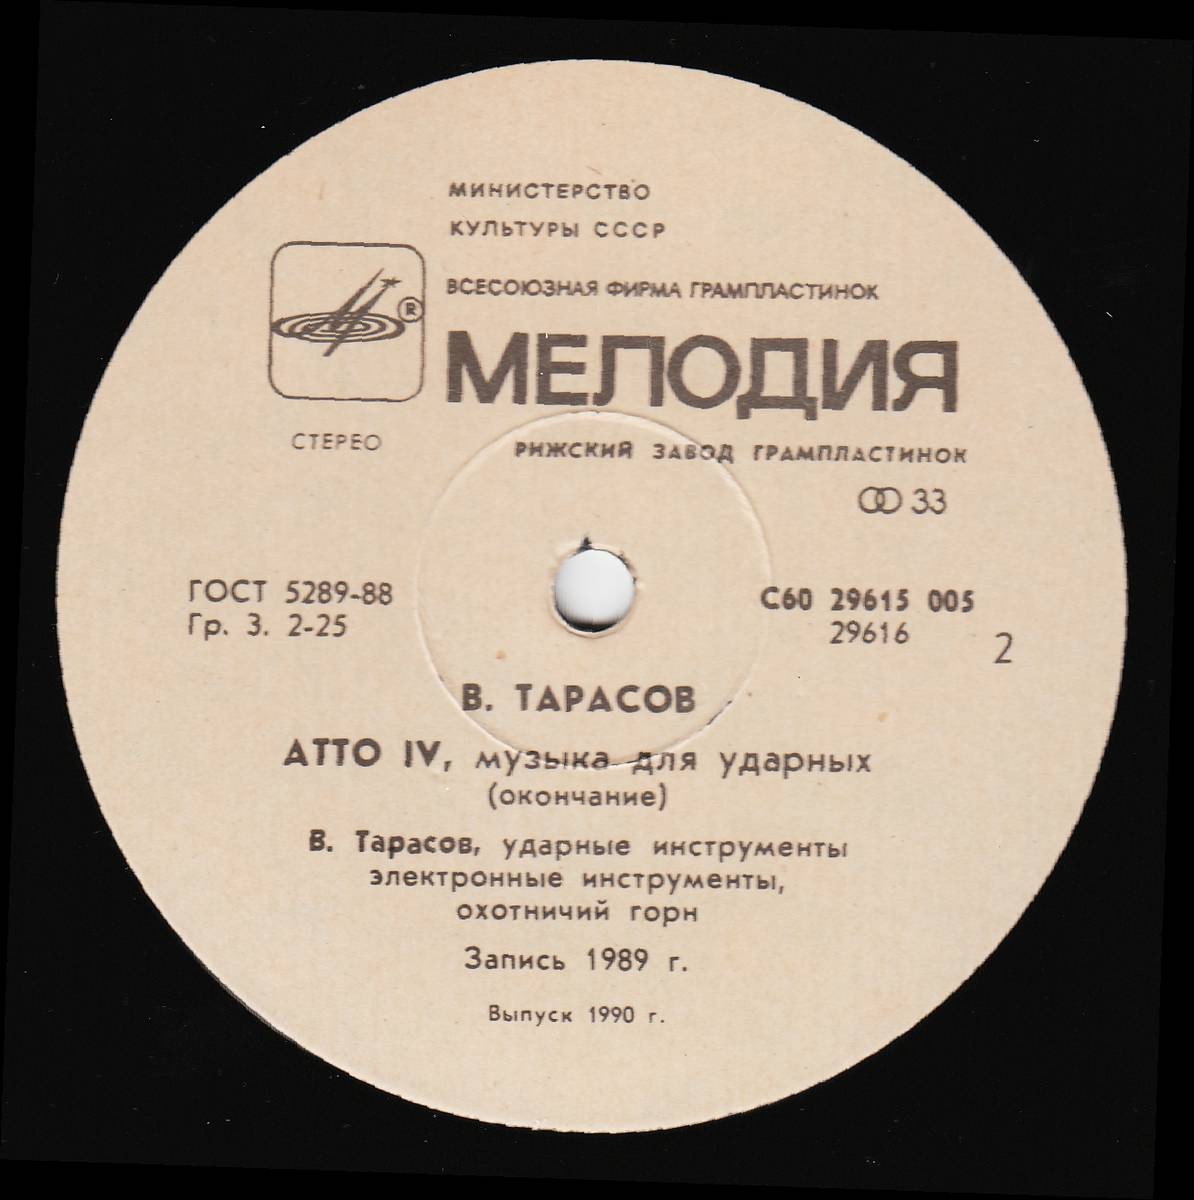 МИНИСТЕРСТВО
КУЛЬТУРЫ СССР
ВСЕСОЮЗНАЯ ФИРМА ГРАМПЛАСТИНОК
®
МЕЛОДИЯ
СТЕРЕО
РИЖСКИЙ ЗАВОД ГРАМПЛАСТИНОК
33
ГОСТ 5289-88
Гр. 3. 2-25
С60 29615 005
29616
2
В. ТАРАСОВ
АТТО IV, музыка для ударных
(окончание)
В. Тарасов, ударные инструменты
электронные инструменты,
охотничий горн
Запись 1989 г.
Выпуск 1990 г.